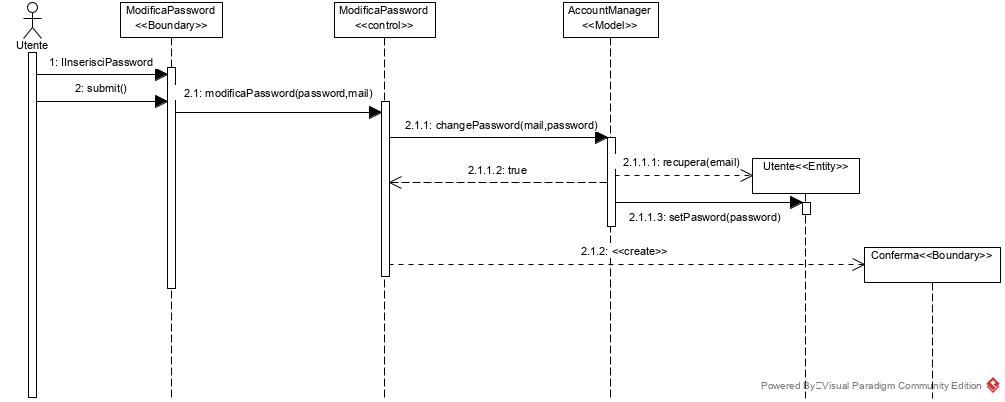 ModificaPassword
<<Boundary>>
ModificaPassword
<<control>>
AccountManager
<<Model>>
Utente
1: IInserisciPassword
2: submit()
2.1: modificaPassword(password,mail)
2.1.1: changePassword(mail,password)
2.1.1.1: recupera(email)
Utente<<Entity>>
2.1.1.2: true
2.1.1.3: setPasword(password)
2.1.2: <<create>>
Conferma<<Boundary>>
Powered By Visual Paradigm Community Edition